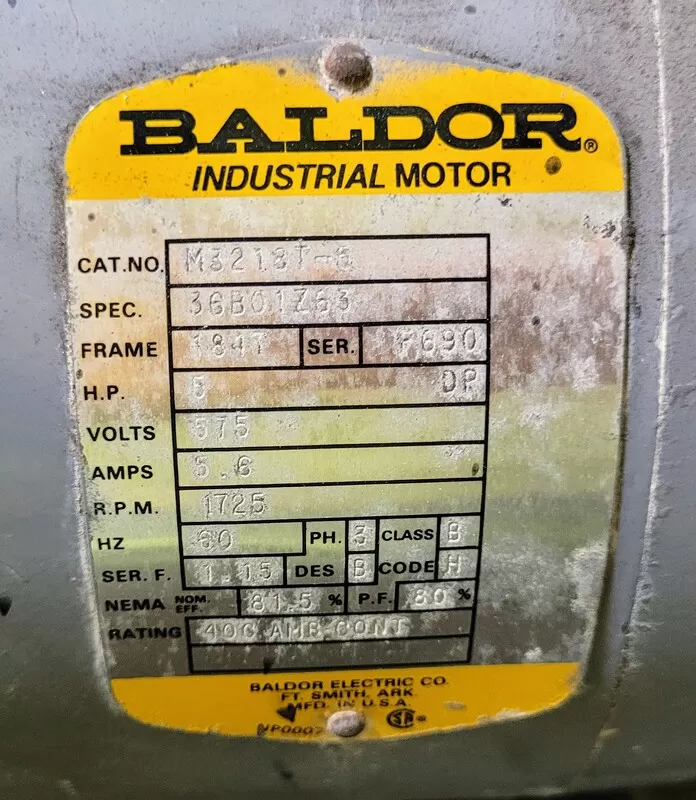 BALDOR®
INDUSTRIAL MOTOR
CAT.NO. M3218T-5
SPEC. 36B01Z63
FRAME 184T SER. F690
H.P. 5 OP
VOLTS 575
AMPS 5.6
R.P.M. 1725
HZ 60 PH. 3 CLASS B
SER. F. 1.15 DES B CODE H
NEMA NOM. EFF. 81.5 % P.F. 80 %
RATING 40C AMB-CONT
BALDOR ELECTRIC CO.
FT. SMITH, ARK.
MFD. IN U.S.A.